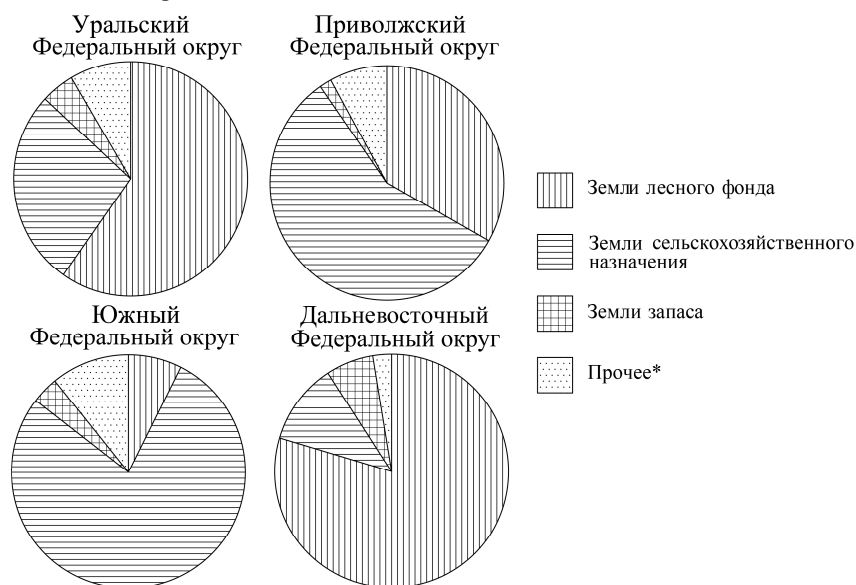 Уральский
Федеральный округ
Приволжский
Федеральный округ
Южный
Федеральный округ
Дальневосточный
Федеральный округ
Земли лесного фонда
Земли сельскохозяйственного
назначения
Земли запаса
Прочее*